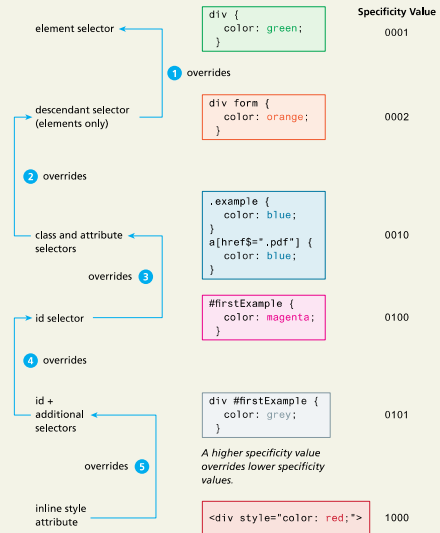 Specificity Value
element selector
div {
  color: green;
}
0001
1 overrides
descendant selector
(elements only)
div form {
  color: orange;
}
0002
2 overrides
class and attribute
selectors
.example {
  color: blue;
}
a[href$=".pdf"] {
  color: blue;
}
0010
overrides 3
id selector
#firstExample {
  color: magenta;
}
0100
4 overrides
id +
additional
selectors
div #firstExample {
  color: grey;
}
0101
A higher specificity value
overrides lower specificity
values.
overrides 5
inline style
attribute
<div style="color: red;">
1000